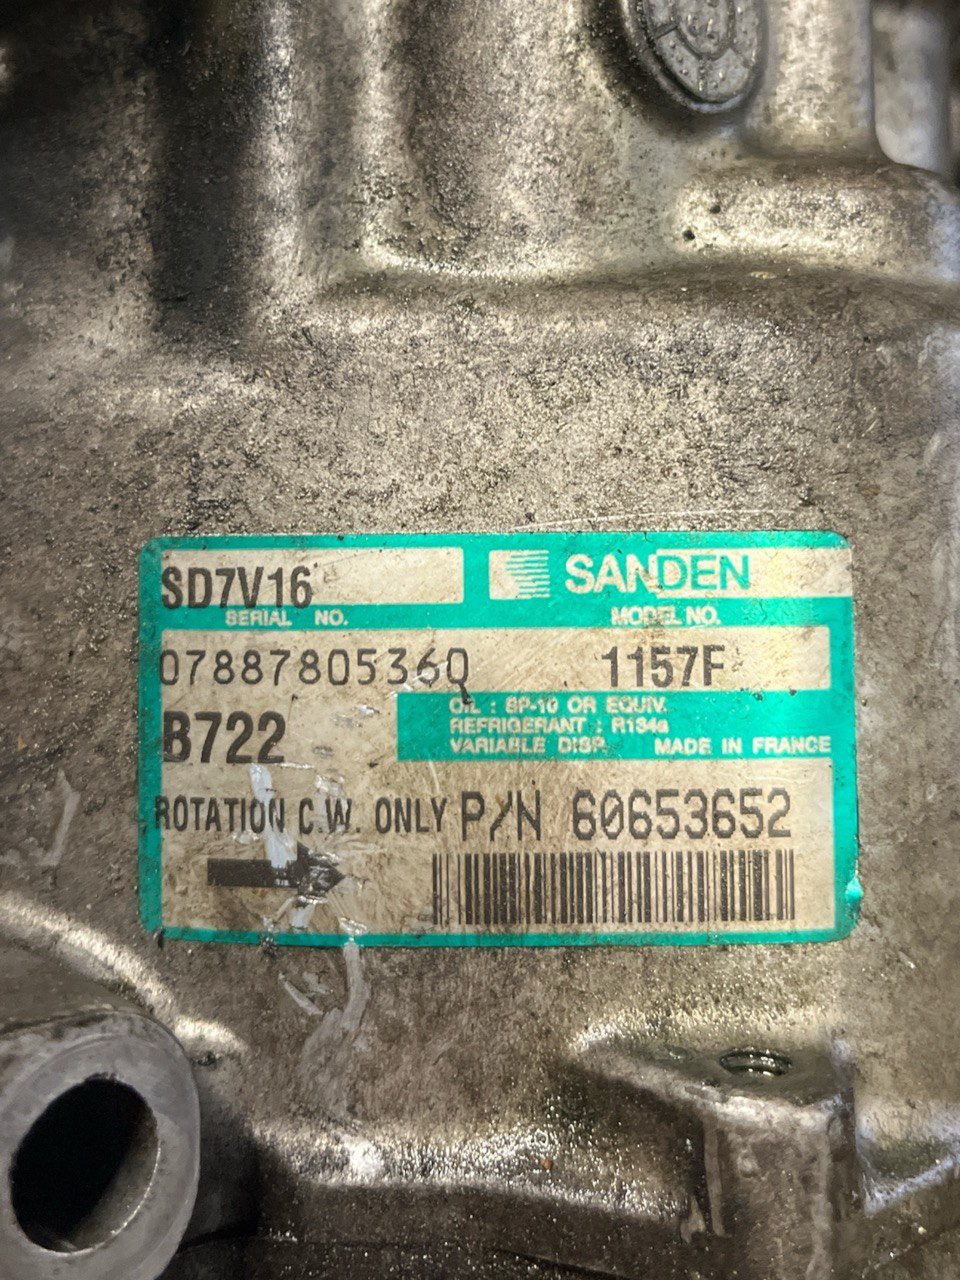 SD7V16
SANDEN
SERIAL NO.
MODEL NO.
07887805360
1157F
B722
OIL : SP-10 OR EQUIV.
REFRIGERANT : R134a
VARIABLE DISP.
MADE IN FRANCE
ROTATION C.W. ONLY
P/N 60653652